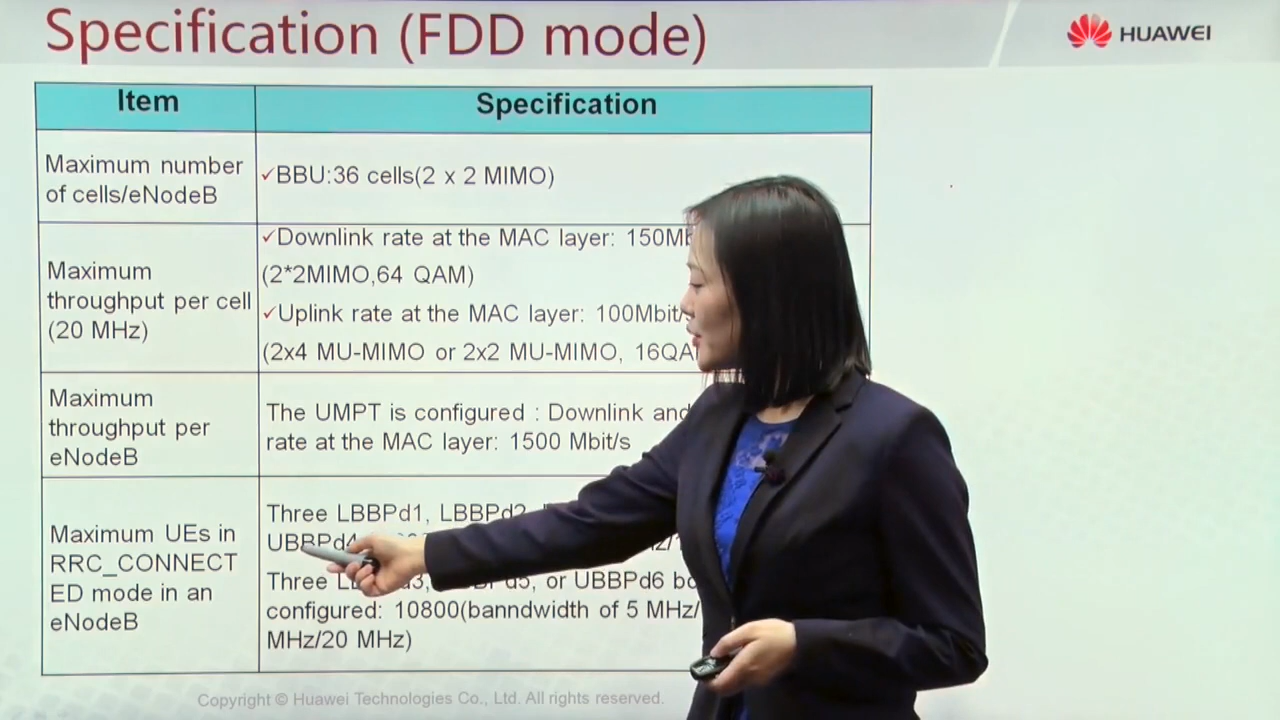 Specification (FDD mode)
HUAWEI
Item
Specification
Maximum number
of cells/eNodeB
✓BBU:36 cells(2 x 2 MIMO)
Maximum
throughput per cell
(20 MHz)
✓Downlink rate at the MAC layer:
(2*2MIMO,64 QAM)
✓Uplink rate at the MAC layer:
(2x4 MU-MIMO or 2x2 MU-MIMO,
Maximum
throughput per
eNodeB
The UMPT is configured : Downlink and
rate at the MAC layer: 1500 Mbit/s
Maximum UEs in
RRC_CONNECT
ED mode in an
eNodeB
Three LBBPd1, LBBPd2,
Three or UBBPd6
configured: 10800(banndwidth of 5 MHz/
MHz/20 MHz)
Copyright © Huawei Technologies Co., Ltd. All rights reserved.